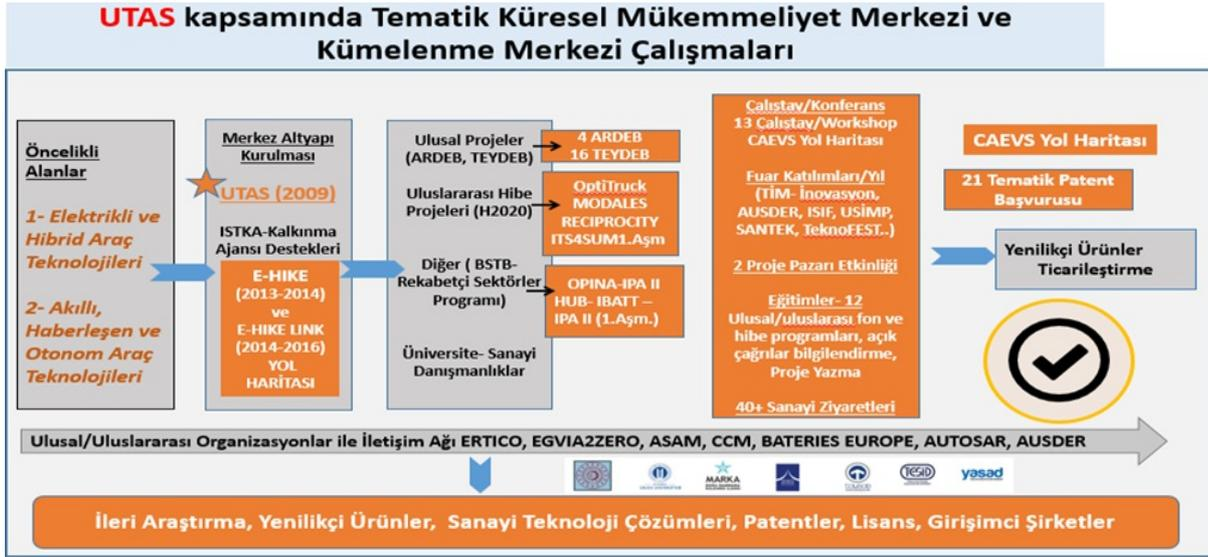 UTAS kapsamında Tematik Küresel Mükemmeliyet Merkezi ve
Kümelenme Merkezi Çalışmaları
Öncelikli
Alanlar
1- Elektrikli ve
Hibrid Araç
Teknolojileri
2- Akıllı,
Haberleşen ve
Otonom Araç
Teknolojileri
Merkez Altyapı
Kurulması
UTAS (2009)
ISTKA-Kalkınma
Ajansı Destekleri
E-HIKE
(2013-2014)
ve
E-HIKE LINK
(2014-2016)
YOL
HARİTASI
Ulusal Projeler
(ARDEB, TEYDEB)
Uluslararası Hibe
Projeleri (H2020)
Diğer ( BSTB-
Rekabetçi Sektörler
Programı)
Üniversite- Sanayi
Danışmanlıklar
4 ARDEB
16 TEYDEB
OptiTruck
MODALES
RECIPROCITY
ITS4SUM1.Aşm
OPINA-IPA II
HUB- IBATT –
IPA II (1.Aşm.)
Çalıştay/Konferans
13 Çalıştay/Workshop
CAEVS Yol Haritası
Fuar Katılımları/Yıl
(TİM- İnovasyon,
AUSDER, ISIF, USİMP,
SANTEK, TeknoFEST..)
2 Proje Pazarı Etkinliği
Eğitimler- 12
Ulusal/uluslarası fon ve
hibe programları, açık
çağrılar bilgilendirme,
Proje Yazma
40+ Sanayi Ziyaretleri
CAEVS Yol Haritası
21 Tematik Patent
Başvurusu
Yenilikçi Ürünler
Ticarileştirme
Ulusal/Uluslararası Organizasyonlar ile İletişim Ağı ERTICO, EGVIA2ZERO, ASAM, CCM, BATERIES EUROPE, AUTOSAR, AUSDER
MARKA
TESİD
yasad
İleri Araştırma, Yenilikçi Ürünler, Sanayi Teknoloji Çözümleri, Patentler, Lisans, Girişimci Şirketler